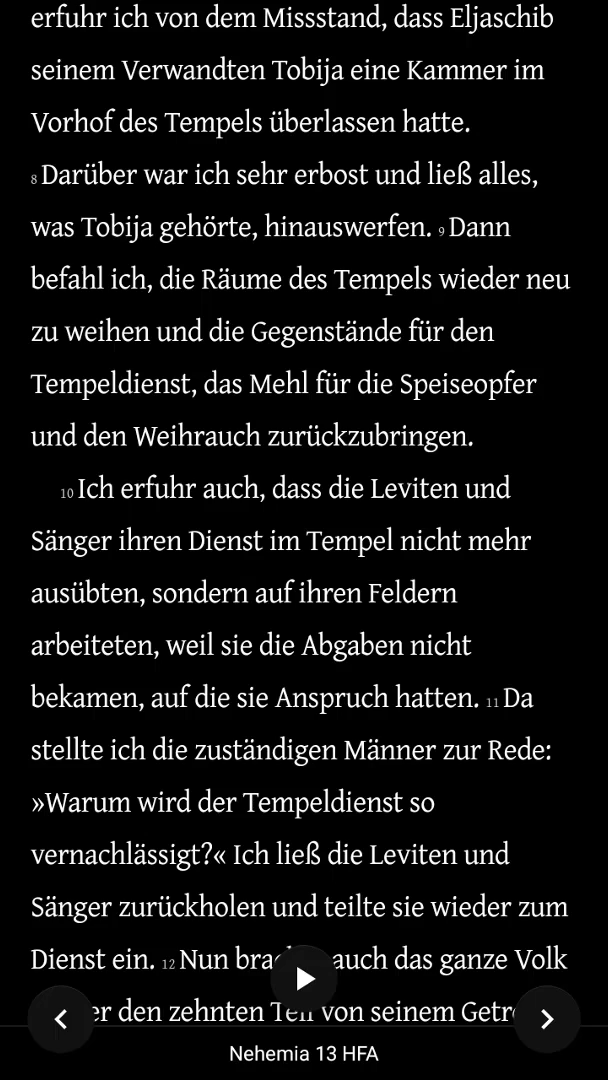 erfuhr ich von dem Missstand, dass Eljaschib
seinem Verwandten Tobija eine Kammer im
Vorhof des Tempels überlassen hatte.
8 Darüber war ich sehr erbost und ließ alles,
was Tobija gehörte, hinauswerfen. 9 Dann
befahl ich, die Räume des Tempels wieder neu
zu weihen und die Gegenstände für den
Tempeldienst, das Mehl für die Speiseopfer
und den Weihrauch zurückzubringen.
10 Ich erfuhr auch, dass die Leviten und
Sänger ihren Dienst im Tempel nicht mehr
ausübten, sondern auf ihren Feldern
arbeiteten, weil sie die Abgaben nicht
bekamen, auf die sie Anspruch hatten. 11 Da
stellte ich die zuständigen Männer zur Rede:
»Warum wird der Tempeldienst so
vernachlässigt?« Ich ließ die Leviten und
Sänger zurückholen und teilte sie wieder zum
Dienst ein. 12 Nun auch das ganze Volk
den zehnten Teil von seinem
Nehemia 13 HFA